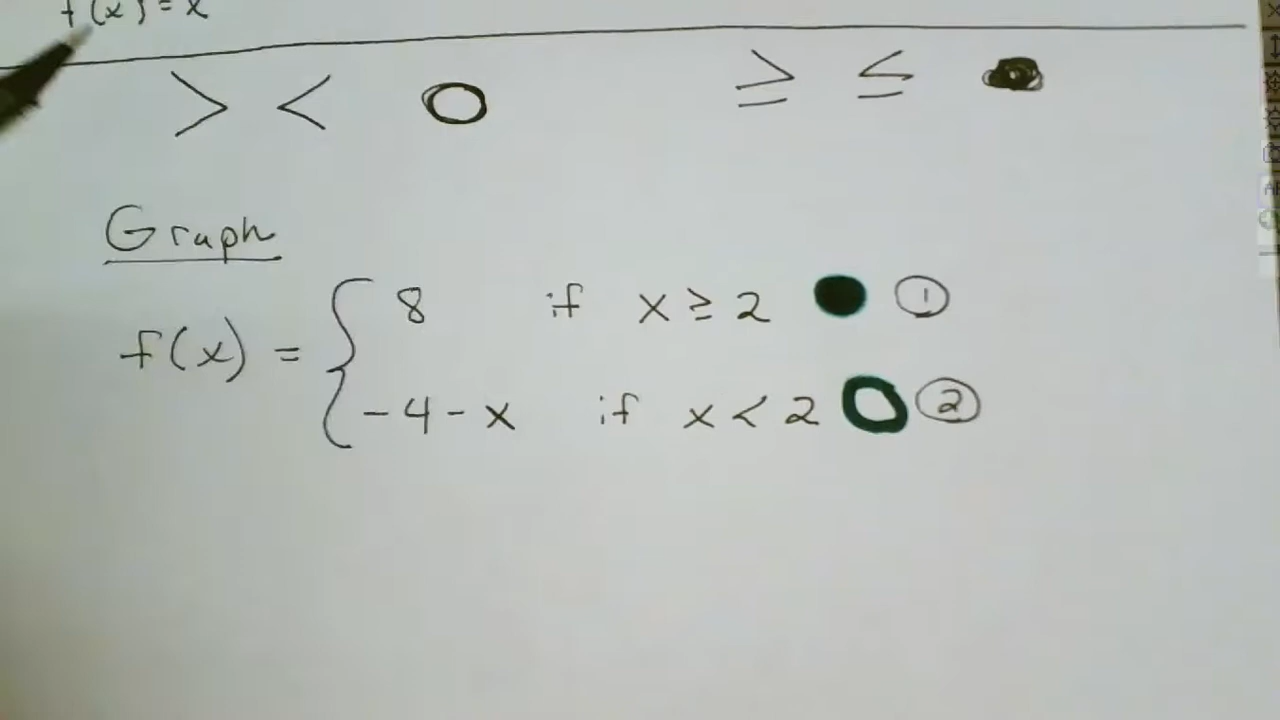 f(x) = x
> < O ≥ ≤ ●
Graph
f(x) = { 8 if x ≥ 2 ● ①
-4 - x if x < 2 O ②